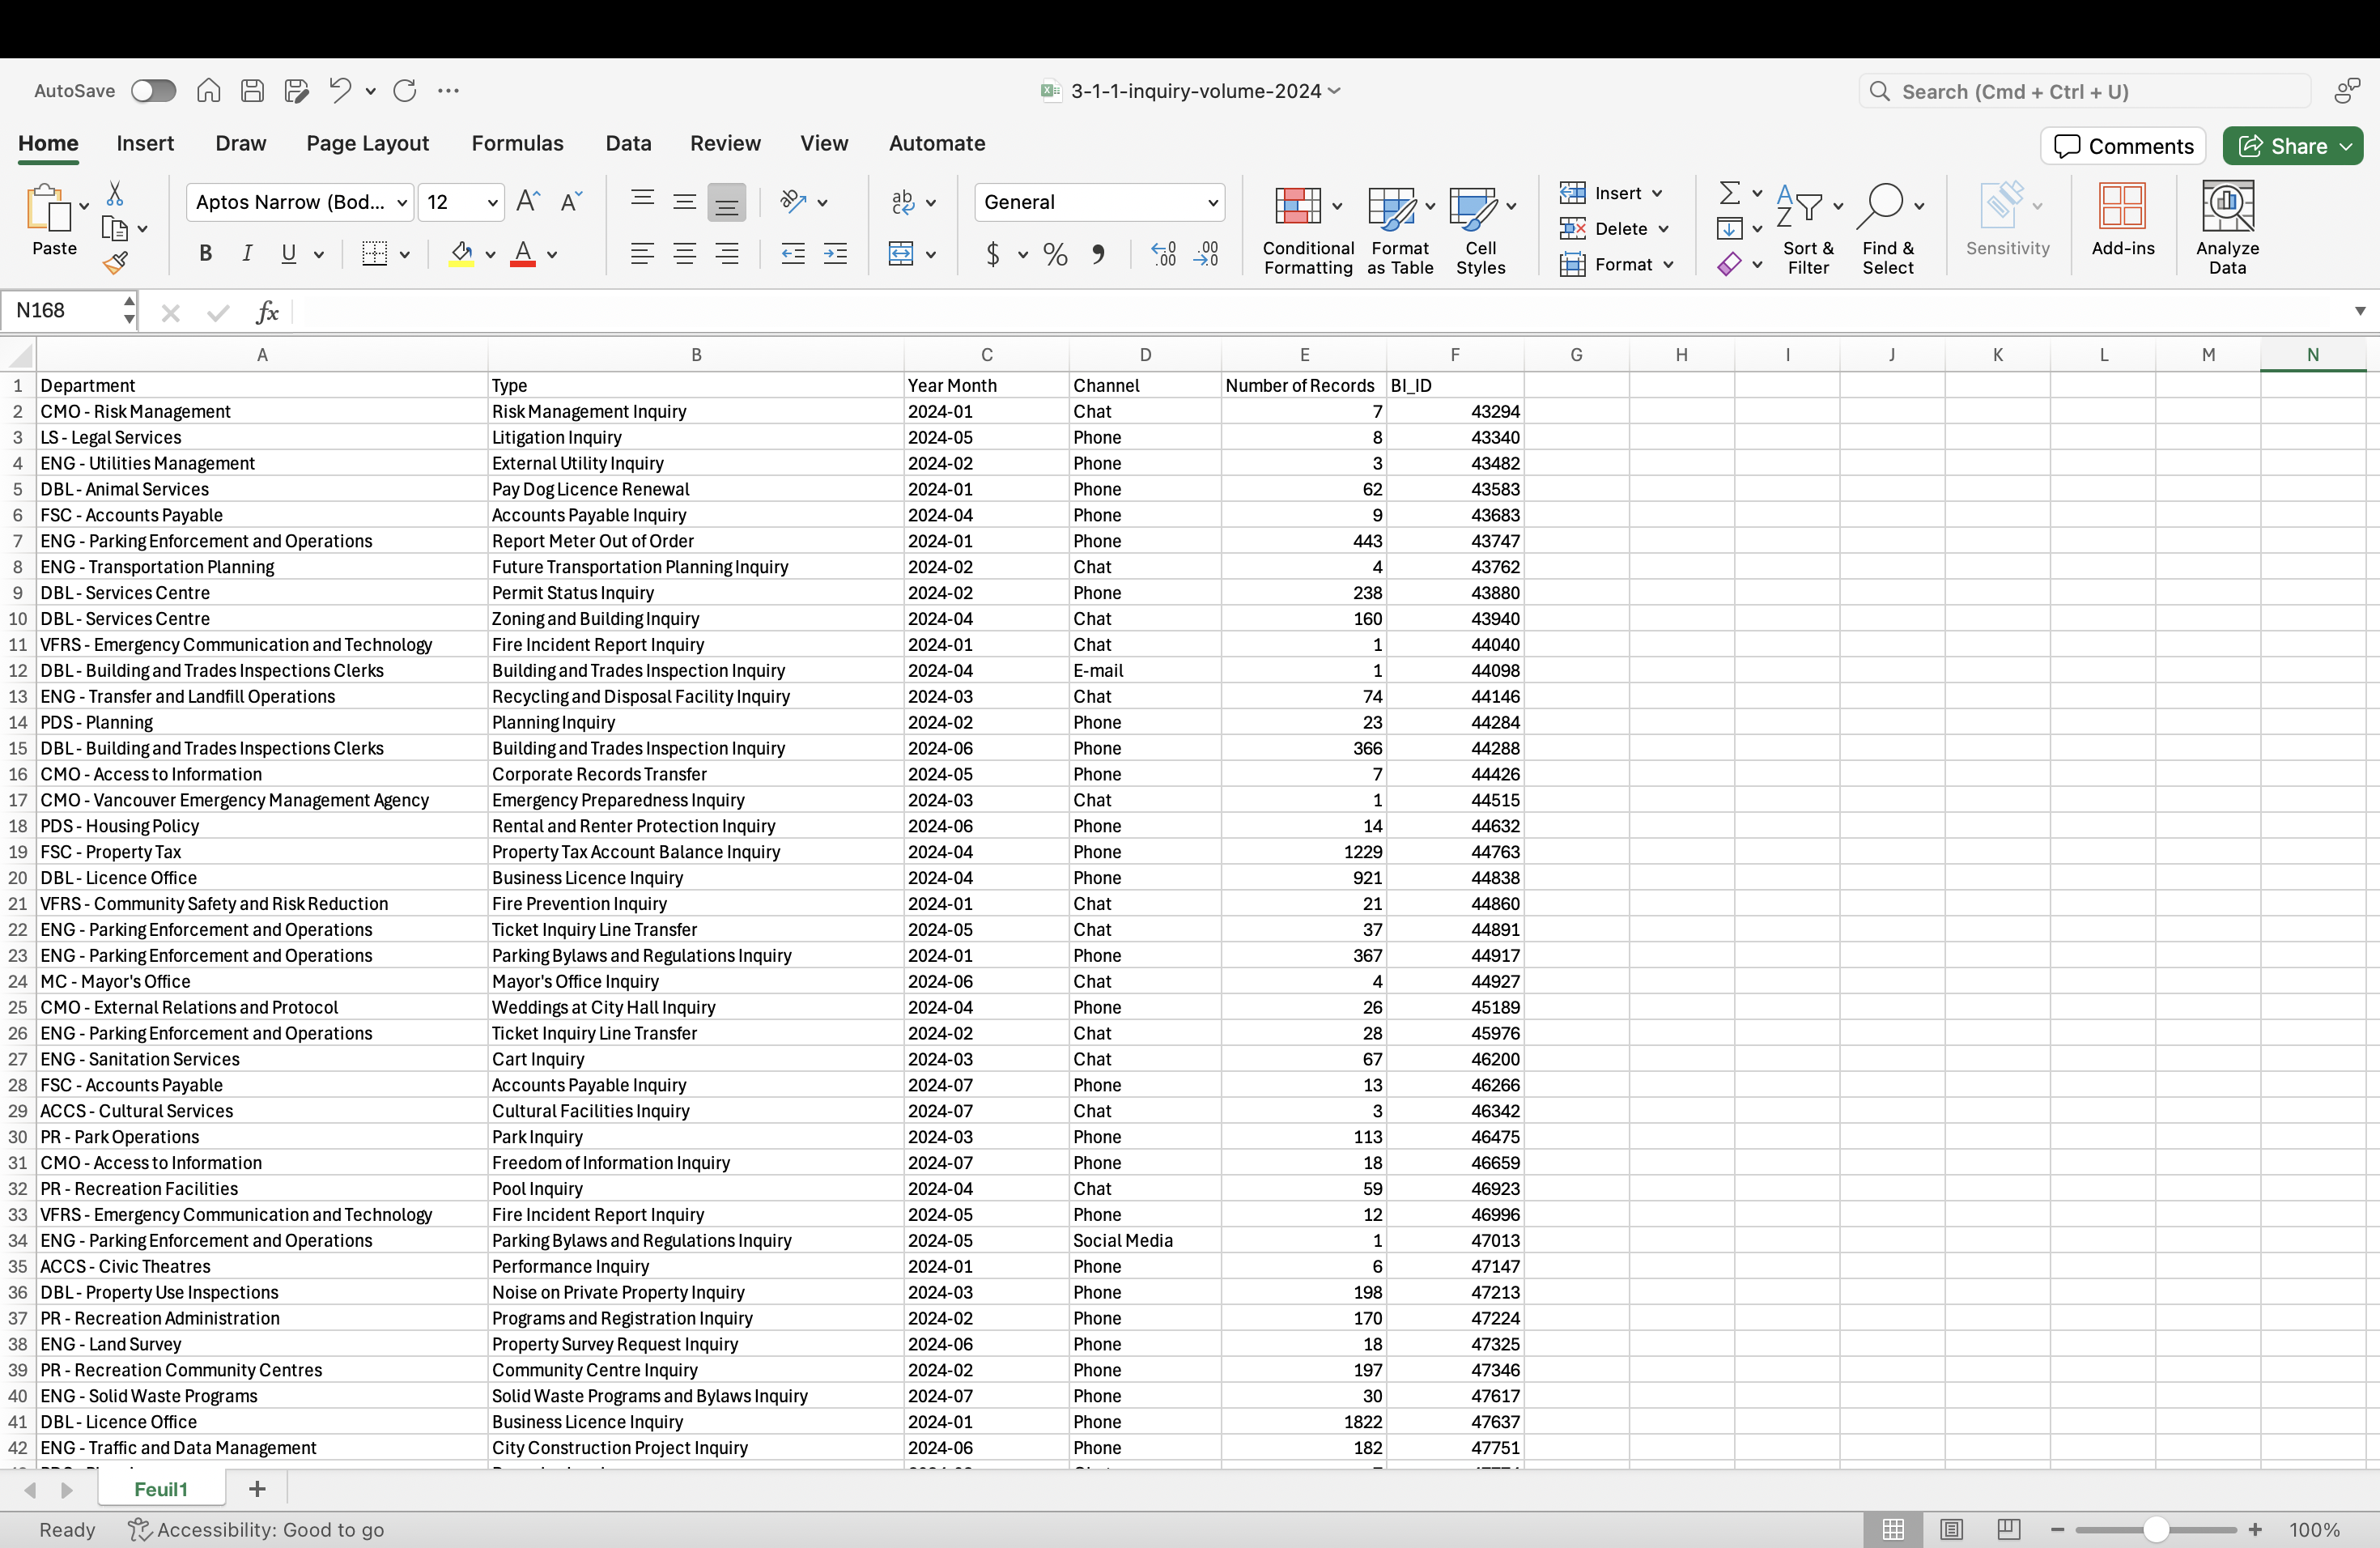 AutoSave
3-1-1-inquiry-volume-2024
Search (Cmd + Ctrl + U)
Home Insert Draw Page Layout Formulas Data Review View Automate Comments Share
Paste Aptos Narrow (Bod... 12 General Conditional Formatting Format as Table Cell Styles Insert Delete Format Sort & Filter Find & Select Sensitivity Add-ins Analyze Data
N168 fx
A B C D E F G H I J K L M N
1 Department Type Year Month Channel Number of Records BI_ID
2 CMO - Risk Management Risk Management Inquiry 2024-01 Chat 7 43294
3 LS - Legal Services Litigation Inquiry 2024-05 Phone 8 43340
4 ENG - Utilities Management External Utility Inquiry 2024-02 Phone 3 43482
5 DBL - Animal Services Pay Dog Licence Renewal 2024-01 Phone 62 43583
6 FSC - Accounts Payable Accounts Payable Inquiry 2024-04 Phone 9 43683
7 ENG - Parking Enforcement and Operations Report Meter Out of Order 2024-01 Phone 443 43747
8 ENG - Transportation Planning Future Transportation Planning Inquiry 2024-02 Chat 4 43762
9 DBL - Services Centre Permit Status Inquiry 2024-02 Phone 238 43880
10 DBL - Services Centre Zoning and Building Inquiry 2024-04 Chat 160 43940
11 VFRS - Emergency Communication and Technology Fire Incident Report Inquiry 2024-01 Chat 1 44040
12 DBL - Building and Trades Inspections Clerks Building and Trades Inspection Inquiry 2024-04 E-mail 1 44098
13 ENG - Transfer and Landfill Operations Recycling and Disposal Facility Inquiry 2024-03 Chat 74 44146
14 PDS - Planning Planning Inquiry 2024-02 Phone 23 44284
15 DBL - Building and Trades Inspections Clerks Building and Trades Inspection Inquiry 2024-06 Phone 366 44288
16 CMO - Access to Information Corporate Records Transfer 2024-05 Phone 7 44426
17 CMO - Vancouver Emergency Management Agency Emergency Preparedness Inquiry 2024-03 Chat 1 44515
18 PDS - Housing Policy Rental and Renter Protection Inquiry 2024-06 Phone 14 44632
19 FSC - Property Tax Property Tax Account Balance Inquiry 2024-04 Phone 1229 44763
20 DBL - Licence Office Business Licence Inquiry 2024-04 Phone 921 44838
21 VFRS - Community Safety and Risk Reduction Fire Prevention Inquiry 2024-01 Chat 21 44860
22 ENG - Parking Enforcement and Operations Ticket Inquiry Line Transfer 2024-05 Chat 37 44891
23 ENG - Parking Enforcement and Operations Parking Bylaws and Regulations Inquiry 2024-01 Phone 367 44917
24 MC - Mayor's Office Mayor's Office Inquiry 2024-06 Chat 4 44927
25 CMO - External Relations and Protocol Weddings at City Hall Inquiry 2024-04 Phone 26 45189
26 ENG - Parking Enforcement and Operations Ticket Inquiry Line Transfer 2024-02 Chat 28 45976
27 ENG - Sanitation Services Cart Inquiry 2024-03 Chat 67 46200
28 FSC - Accounts Payable Accounts Payable Inquiry 2024-07 Phone 13 46266
29 ACCS - Cultural Services Cultural Facilities Inquiry 2024-07 Chat 3 46342
30 PR - Park Operations Park Inquiry 2024-03 Phone 113 46475
31 CMO - Access to Information Freedom of Information Inquiry 2024-07 Phone 18 46659
32 PR - Recreation Facilities Pool Inquiry 2024-04 Chat 59 46923
33 VFRS - Emergency Communication and Technology Fire Incident Report Inquiry 2024-05 Phone 12 46996
34 ENG - Parking Enforcement and Operations Parking Bylaws and Regulations Inquiry 2024-05 Social Media 1 47013
35 ACCS - Civic Theatres Performance Inquiry 2024-01 Phone 6 47147
36 DBL - Property Use Inspections Noise on Private Property Inquiry 2024-03 Phone 198 47213
37 PR - Recreation Administration Programs and Registration Inquiry 2024-02 Phone 170 47224
38 ENG - Land Survey Property Survey Request Inquiry 2024-06 Phone 18 47325
39 PR - Recreation Community Centres Community Centre Inquiry 2024-02 Phone 197 47346
40 ENG - Solid Waste Programs Solid Waste Programs and Bylaws Inquiry 2024-07 Phone 30 47617
41 DBL - Licence Office Business Licence Inquiry 2024-01 Phone 1822 47637
42 ENG - Traffic and Data Management City Construction Project Inquiry 2024-06 Phone 182 47751
Feuil1
Ready Accessibility: Good to go 100%